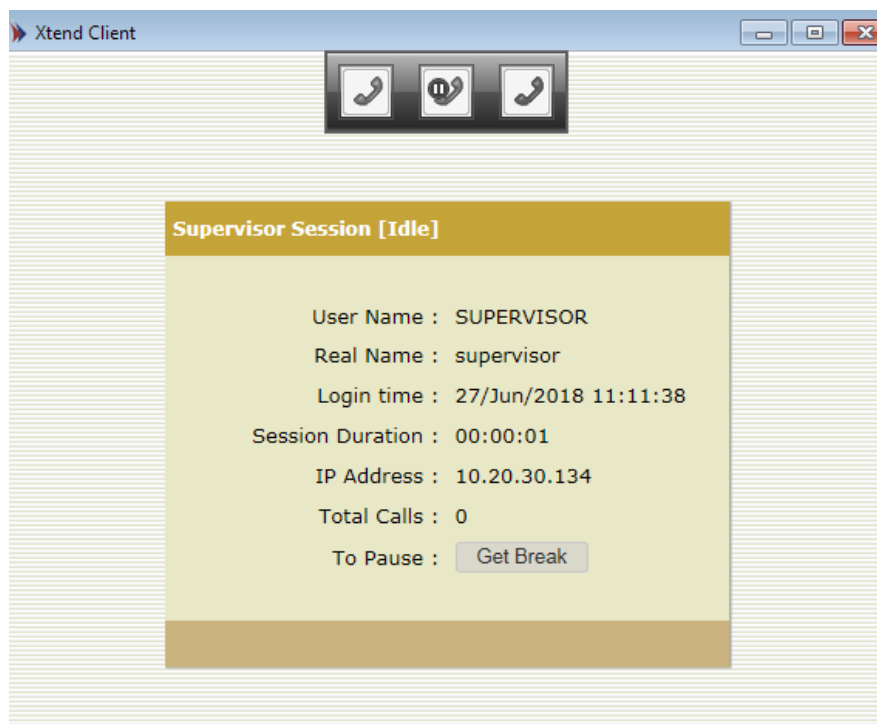 Xtend Client
Supervisor Session [Idle]
User Name : SUPERVISOR
Real Name : supervisor
Login time : 27/Jun/2018 11:11:38
Session Duration : 00:00:01
IP Address : 10.20.30.134
Total Calls : 0
To Pause : Get Break